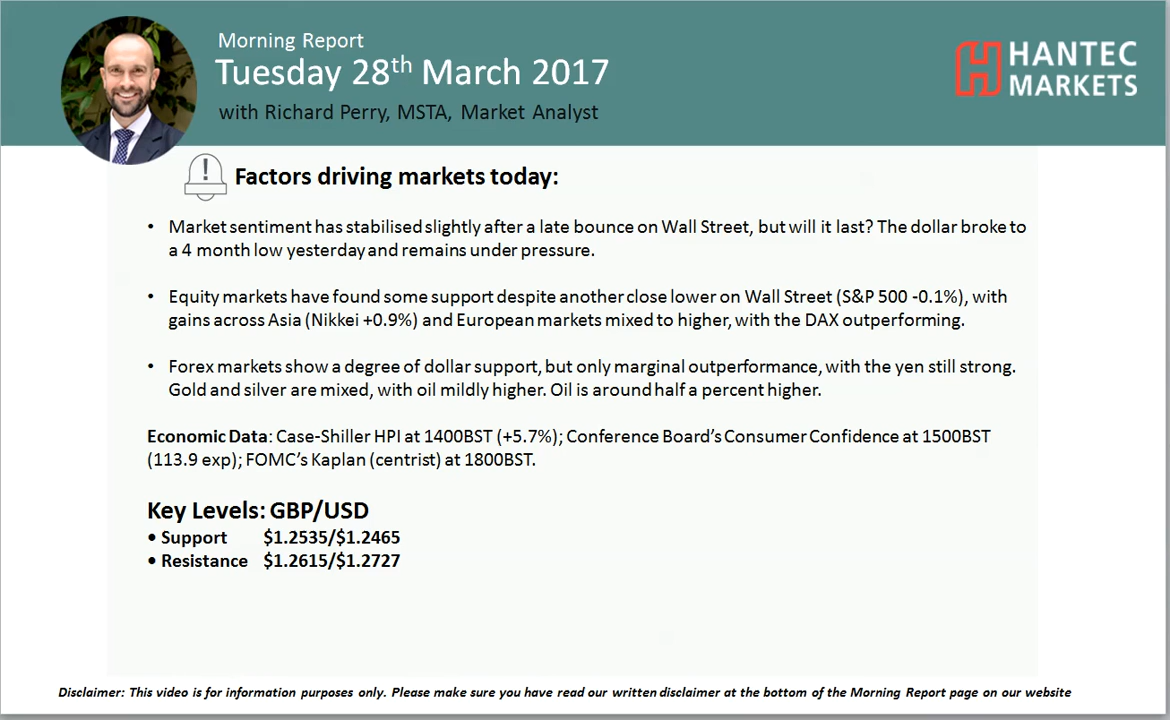 Morning Report
Tuesday 28th March 2017
with Richard Perry, MSTA, Market Analyst
HANTEC
MARKETS
Factors driving markets today:
• Market sentiment has stabilised slightly after a late bounce on Wall Street, but will it last? The dollar broke to
a 4 month low yesterday and remains under pressure.
• Equity markets have found some support despite another close lower on Wall Street (S&P 500 -0.1%), with
gains across Asia (Nikkei +0.9%) and European markets mixed to higher, with the DAX outperforming.
• Forex markets show a degree of dollar support, but only marginal outperformance, with the yen still strong.
Gold and silver are mixed, with oil mildly higher. Oil is around half a percent higher.
Economic Data: Case-Shiller HPI at 1400BST (+5.7%); Conference Board's Consumer Confidence at 1500BST
(113.9 exp); FOMC's Kaplan (centrist) at 1800BST.
Key Levels: GBP/USD
• Support $1.2535/$1.2465
• Resistance $1.2615/$1.2727
Disclaimer: This video is for information purposes only. Please make sure you have read our written disclaimer at the bottom of the Morning Report page on our website